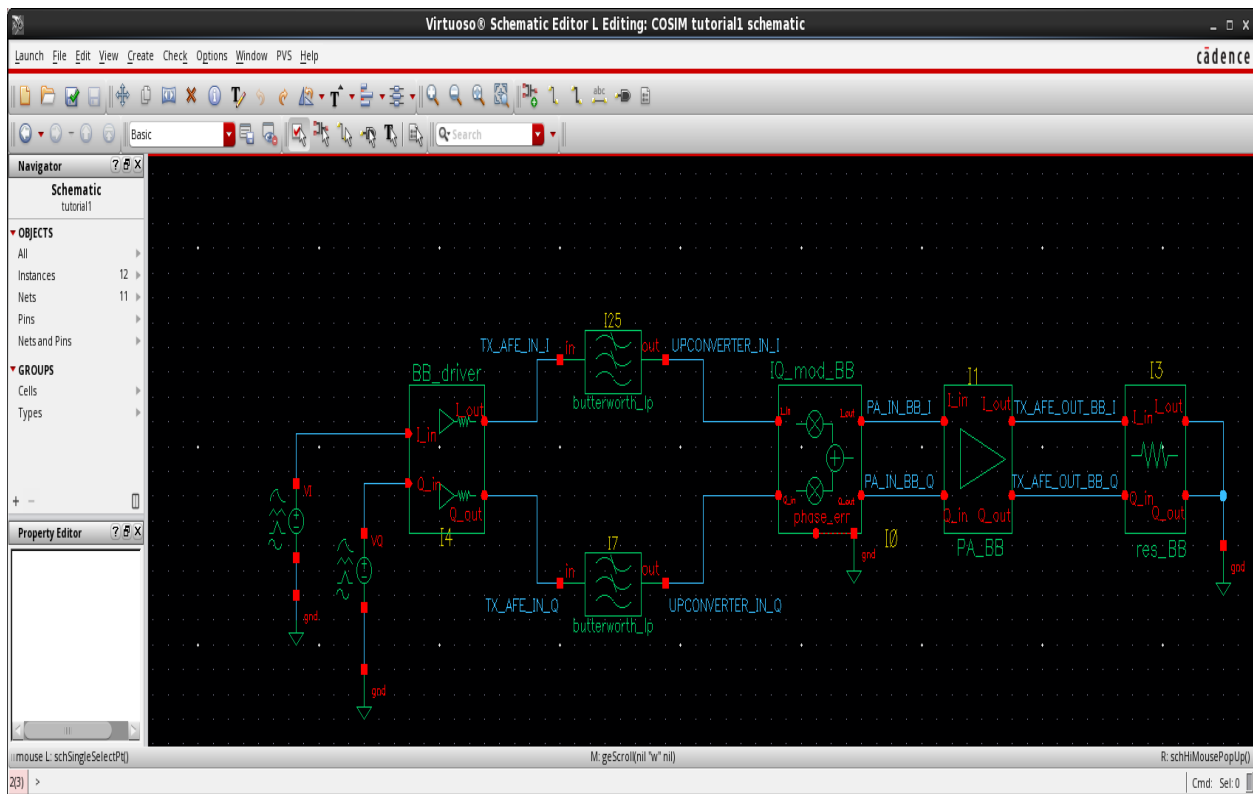 Virtuoso® Schematic Editor L Editing: COSIM tutorial1 schematic
Launch File Edit View Create Check Options Window PVS Help
cādence
abc
Basic
Search
Navigator
Schematic
tutorial1
OBJECTS
All
Instances 12
Nets 11
Pins
Nets and Pins
GROUPS
Cells
Types
Property Editor
I25
TX_AFE_IN_I
in
out
UPCONVERTER_IN_I
butterworth_lp
BB_driver
I_out
I_in
Q_in
Q_out
I4
VI
gnd
VQ
gnd
I7
in
out
TX_AFE_IN_Q
UPCONVERTER_IN_Q
butterworth_lp
IQ_mod_BB
I_in
I_out
Q_in
Q_out
phase_err
gnd
I0
PA_IN_BB_I
PA_IN_BB_Q
I1
I_in I_out
Q_in Q_out
PA_BB
TX_AFE_OUT_BB_I
TX_AFE_OUT_BB_Q
I3
I_in I_out
Q_in
Q_out
res_BB
gnd
mouse L: schSingleSelectPt()
M: geScroll(nil "w" nil)
R: schHiMousePopUp()
2(3) >
Cmd: Sel: 0